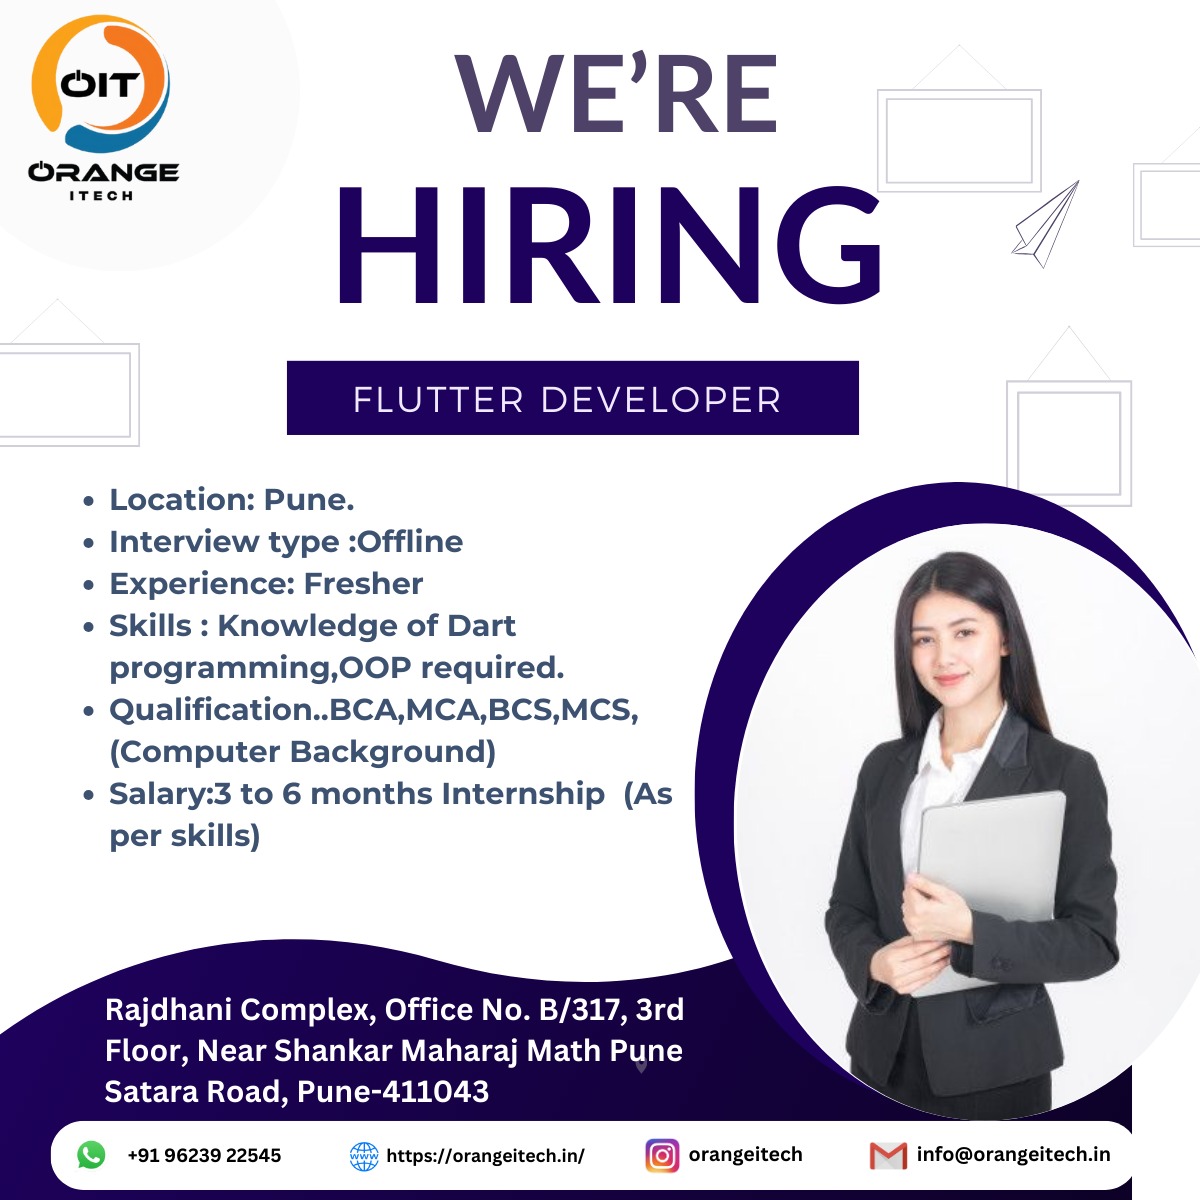 OIT
ORANGE
ITECH
WE’RE
HIRING
FLUTTER DEVELOPER
• Location: Pune.
• Interview type :Offline
• Experience: Fresher
• Skills : Knowledge of Dart
programming,OOP required.
• Qualification..BCA,MCA,BCS,MCS,
(Computer Background)
• Salary:3 to 6 months Internship  (As
per skills)
Rajdhani Complex, Office No. B/317, 3rd
Floor, Near Shankar Maharaj Math Pune
Satara Road, Pune-411043
+91 96239 22545
WWW
https://orangeitech.in/
orangeitech
info@orangeitech.in